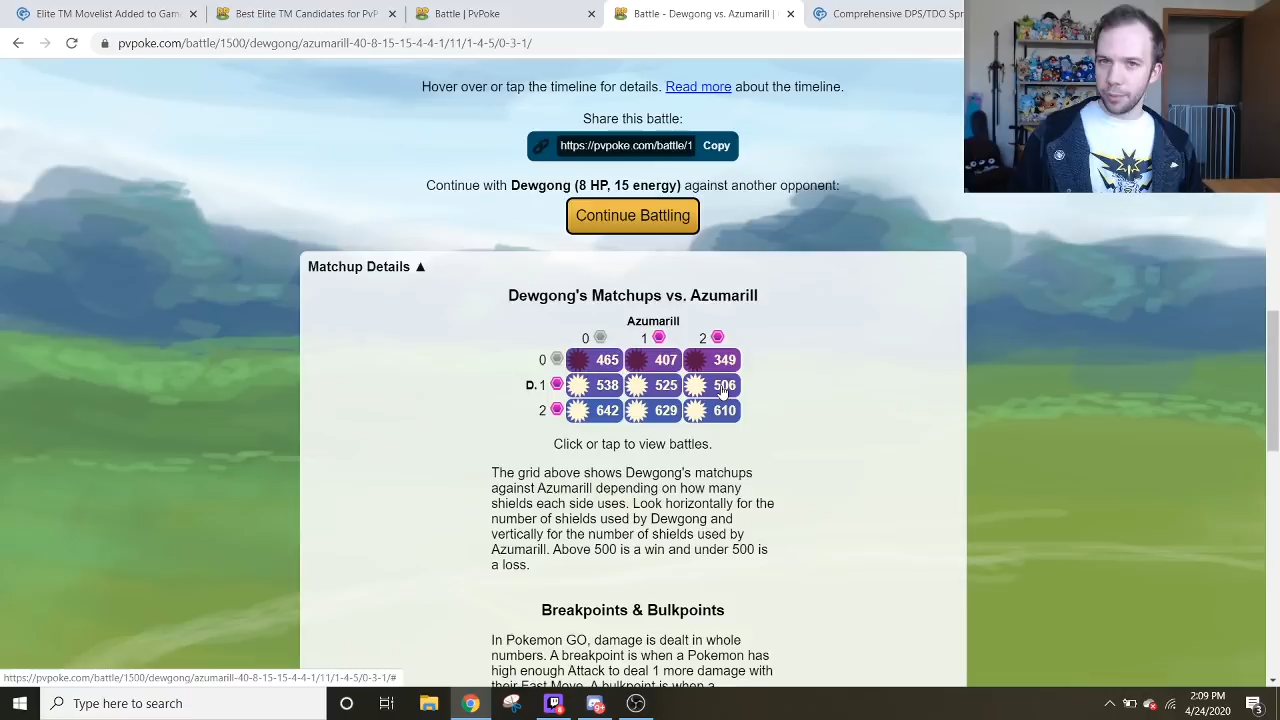 Elite TM Move Added to Gam
Best Elite TM Candidates for PvP
Battle | PvPoke
Battle - Dewgong vs. Azumarill |
Comprehensive DPS/TDO Spr
pvpoke.com/battle/1500/dewgong/azumarill-40-8-15-15-4-4-1/11/1-4-5/0-3-1/
Hover over or tap the timeline for details. Read more about the timeline.
Share this battle:
https://pvpoke.com/battle/1 Copy
Continue with Dewgong (8 HP, 15 energy) against another opponent:
Continue Battling
Matchup Details ▲
Dewgong's Matchups vs. Azumarill
Azumarill
0 1 2
0 465 407 349
D. 1 538 525 506
2 642 629 610
Click or tap to view battles.
The grid above shows Dewgong's matchups
against Azumarill depending on how many
shields each side uses. Look horizontally for the
number of shields used by Dewgong and
vertically for the number of shields used by
Azumarill. Above 500 is a win and under 500 is
a loss.
Breakpoints & Bulkpoints
In Pokemon GO, damage is dealt in whole
numbers. A breakpoint is when a Pokemon has
high enough Attack to deal 1 more damage with
their Fast Move. A bulkpoint is when a
https://pvpoke.com/battle/1500/dewgong/azumarill-40-8-15-15-4-4-1/11/1-4-5/0-3-1/#
Type here to search
2:09 PM
4/24/2020
3